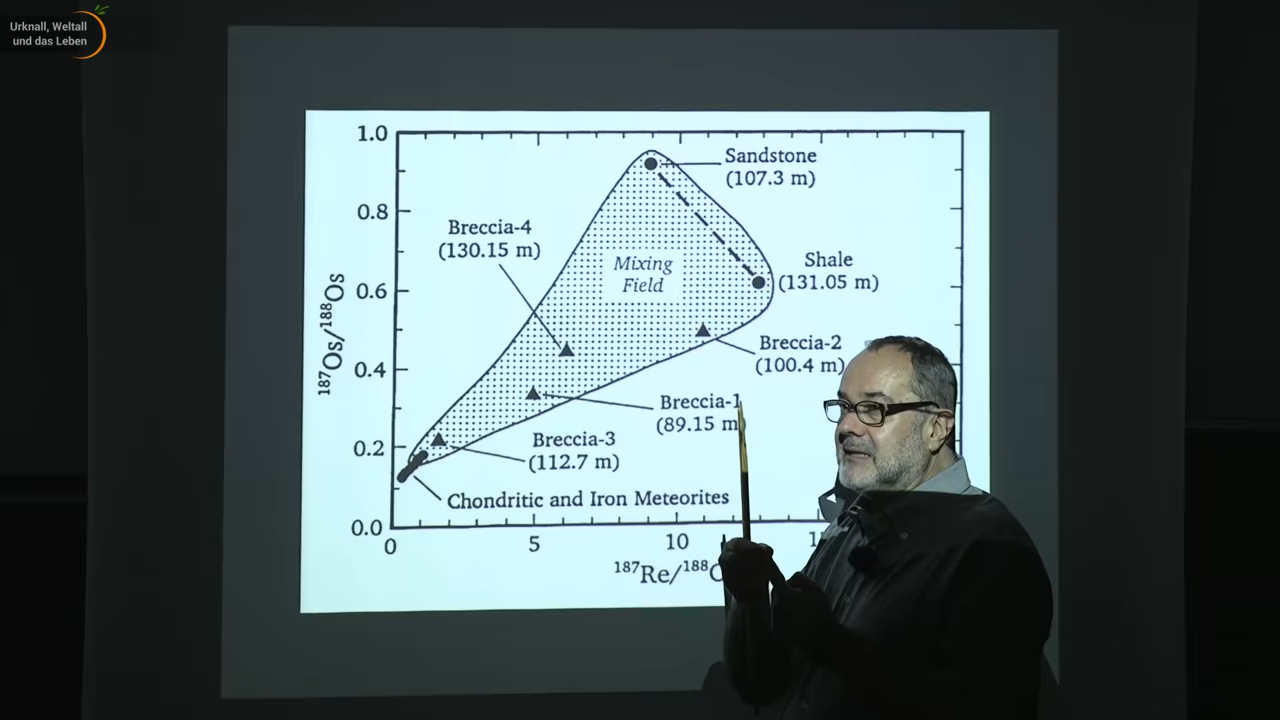 Urknall, Weltall
und das Leben
1.0
Sandstone
(107.3 m)
0.8
Breccia-4
(130.15 m)
Mixing
Field
Shale
(131.05 m)
0.6
¹⁸⁷Os/¹⁸⁸Os
Breccia-2
(100.4 m)
0.4
Breccia-1
(89.15 m)
Breccia-3
(112.7 m)
0.2
Chondritic and Iron Meteorites
0.0
0 5 10
¹⁸⁷Re/¹⁸⁸